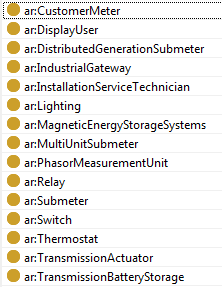 ar:CustomerMeter
ar:DisplayUser
ar:DistributedGenerationSubmeter
ar:IndustrialGateway
ar:InstallationServiceTechnician
ar:Lighting
ar:MagneticEnergyStorageSystems
ar:MultiUnitSubmeter
ar:PhasorMeasurementUnit
ar:Relay
ar:Submeter
ar:Switch
ar:Thermostat
ar:TransmissionActuator
ar:TransmissionBatteryStorage